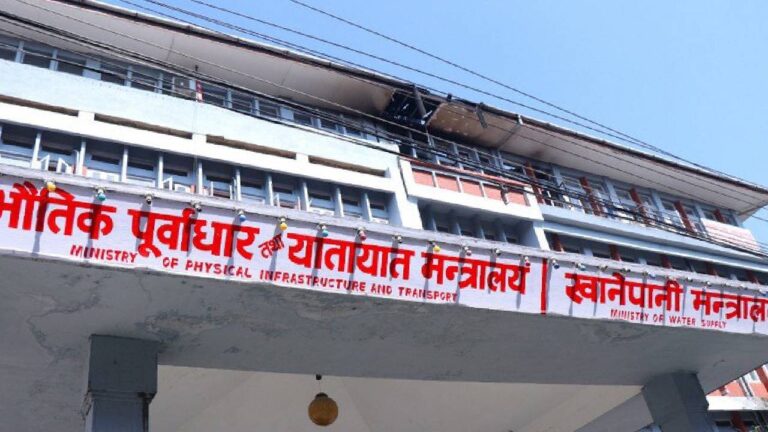 भौतिक पूर्वाधार तथा यातायात मन्त्रालय
MINISTRY OF PHYSICAL INFRASTRUCTURE AND TRANSPORT
खानेपानी मन्त्रालय
MINISTRY OF WATER SUPPLY